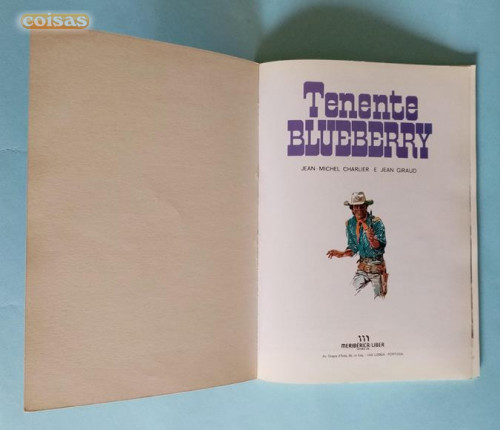 coisas
Tenente
BLUEBERRY
JEAN-MICHEL CHARLIER E JEAN GIRAUD
MERIBERICA/LIBER